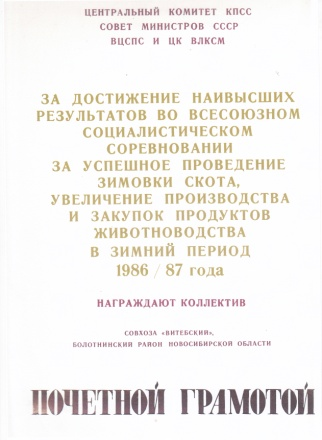 ЦЕНТРАЛЬНЫЙ КОМИТЕТ КПСС
СОВЕТ МИНИСТРОВ СССР
ВЦСПС И ЦК ВЛКСМ
ЗА ДОСТИЖЕНИЕ НАИВЫСШИХ
РЕЗУЛЬТАТОВ ВО ВСЕСОЮЗНОМ
СОЦИАЛИСТИЧЕСКОМ
СОРЕВНОВАНИИ
ЗА УСПЕШНОЕ ПРОВЕДЕНИЕ
ЗИМОВКИ СКОТА,
УВЕЛИЧЕНИЕ ПРОИЗВОДСТВА
И ЗАКУПОК ПРОДУКТОВ
ЖИВОТНОВОДСТВА
В ЗИМНИЙ ПЕРИОД
1986 / 87 года
НАГРАЖДАЮТ КОЛЛЕКТИВ
СОВХОЗА «ВИТЕБСКИЙ»,
БОЛОТНИНСКИЙ РАЙОН НОВОСИБИРСКОЙ ОБЛАСТИ
ПОЧЕТНОЙ ГРАМОТОЙ